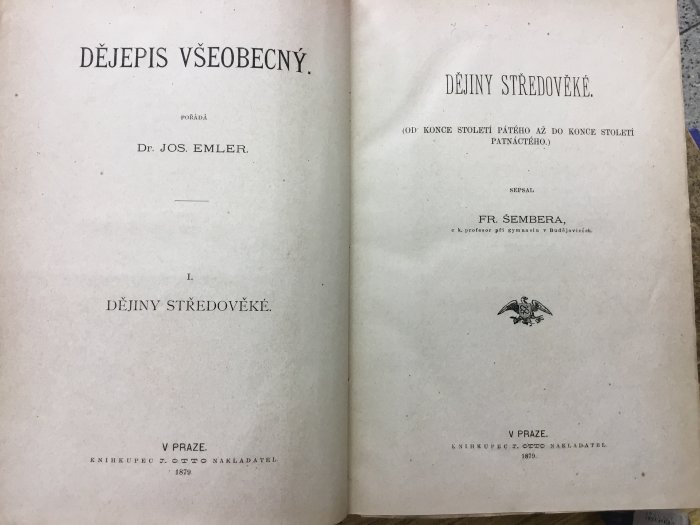 DĚJEPIS VŠEOBECNÝ.
POŘÁDÁ
Dr. JOS. EMLER.
I.
DĚJINY STŘEDOVĚKÉ.
V PRAZE.
KNIHKUPEC J. OTTO NAKLADATEL
1879
DĚJINY STŘEDOVĚKÉ.
(OD KONCE STOLETÍ PÁTÉHO AŽ DO KONCE STOLETÍ
PATNÁCTÉHO.)
SEPSAL
FR. ŠEMBERA,
c. k. profesor při gymnasiu v Budějovicích.
V PRAZE.
KNIHKUPEC J. OTTO NAKLADATEL
1879.